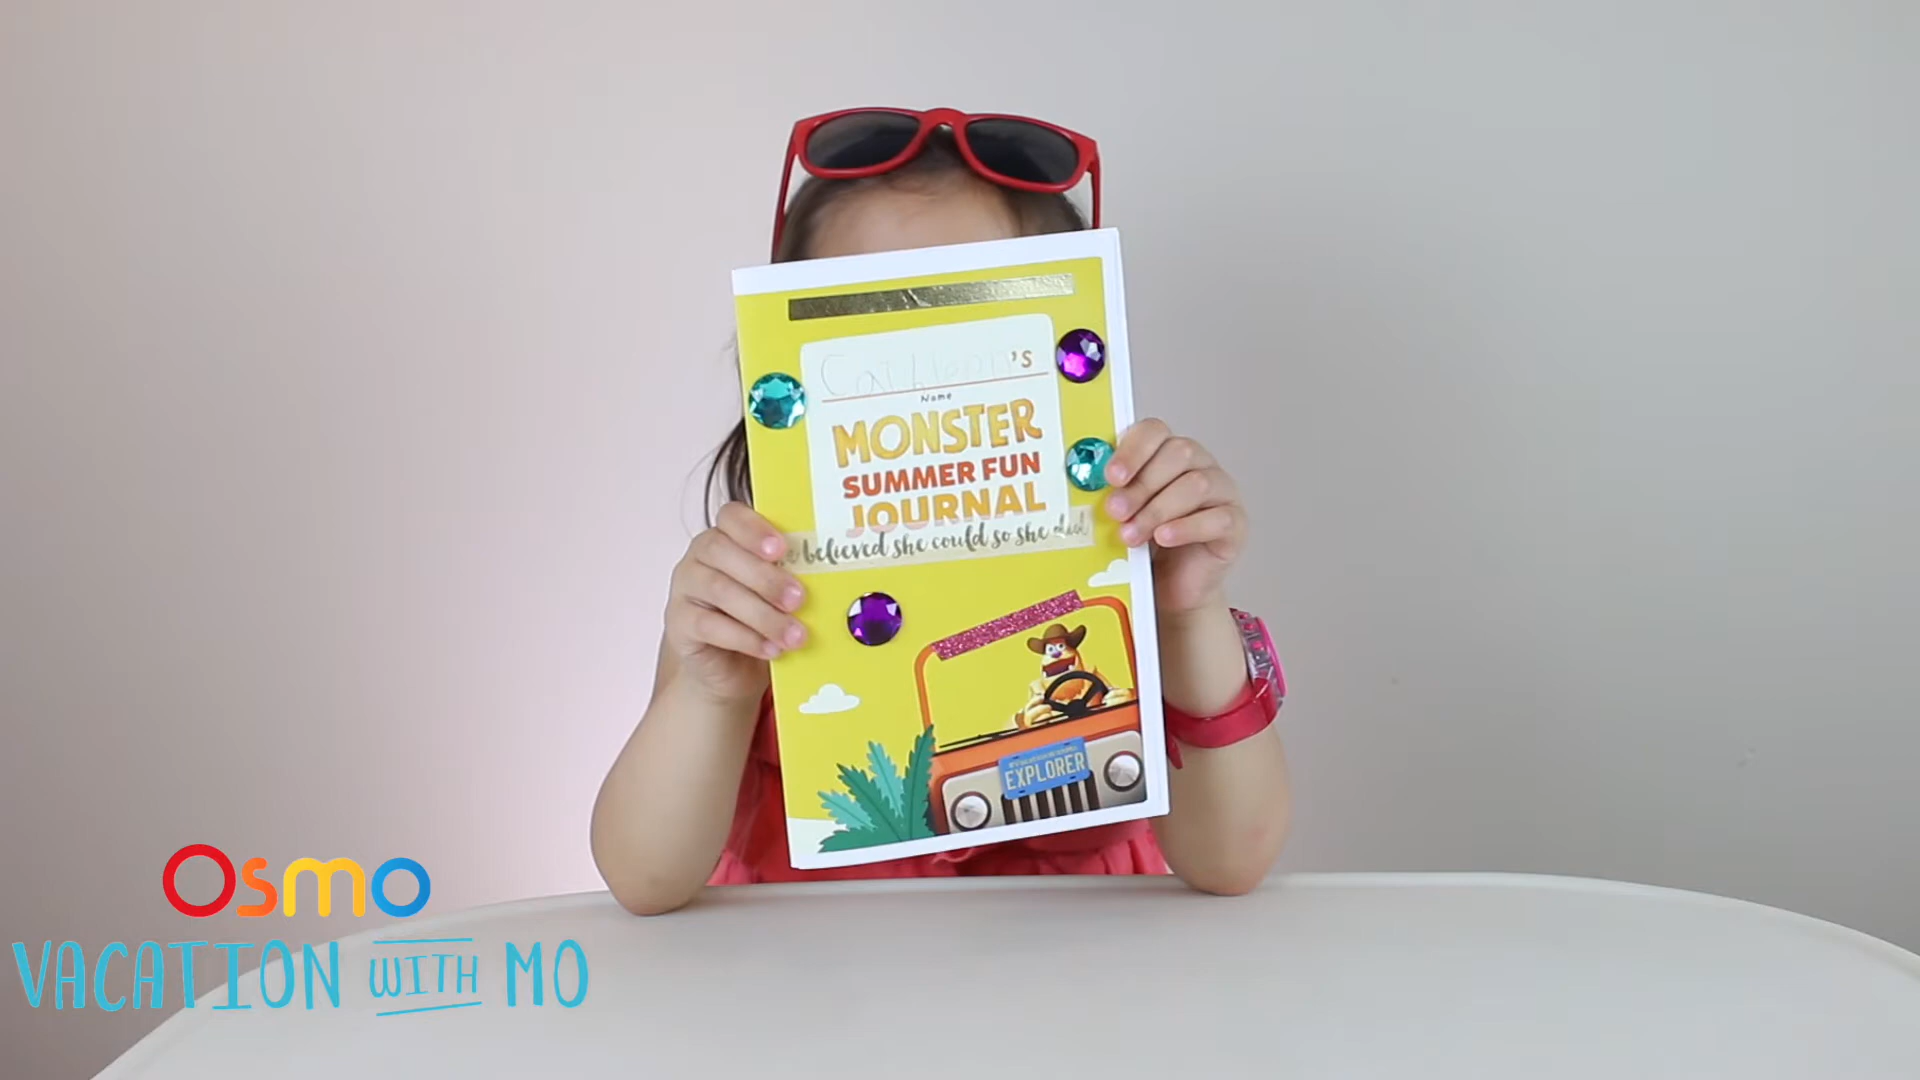 's
Name
MONSTER
SUMMER FUN
JOURNAL
believed she could so she did
EXPLORER
Osmo
VACATION WITH MO